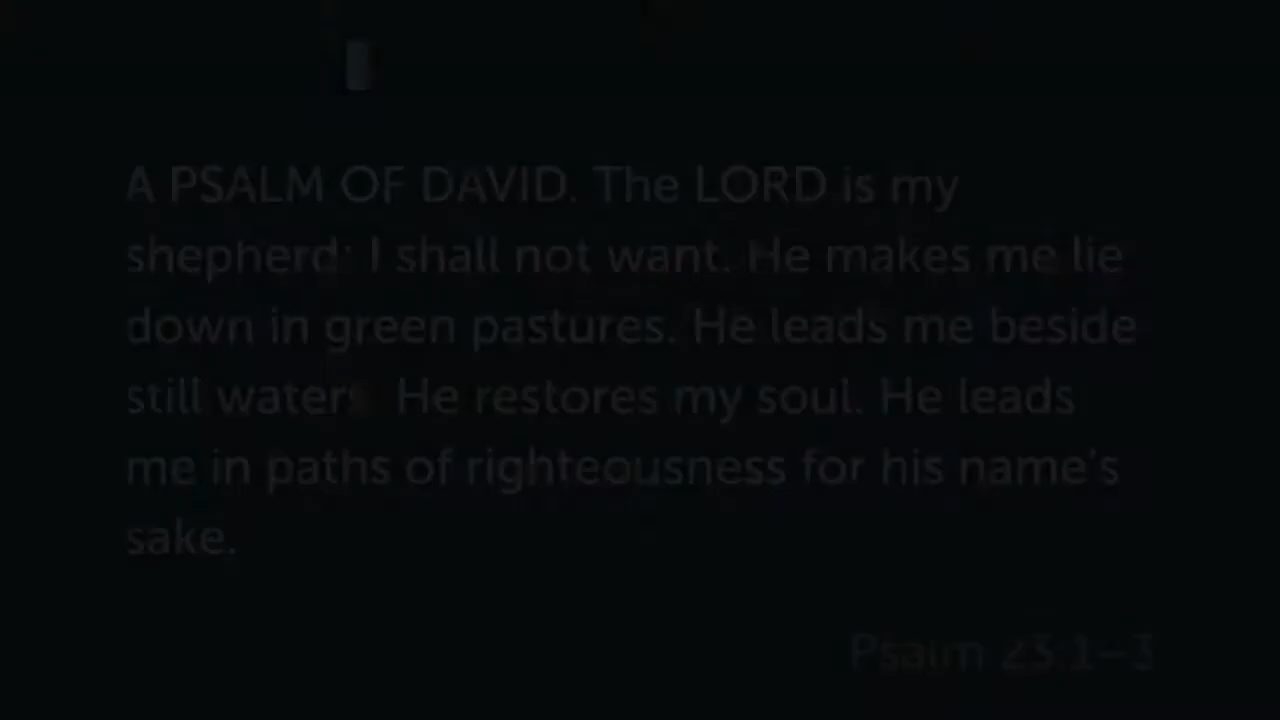 A PSALM OF DAVID. The LORD is my
shepherd; I shall not want. He makes me lie
down in green pastures. He leads me beside
still waters. He restores my soul. He leads
me in paths of righteousness for his name's
sake.
Psalm 23:1–3